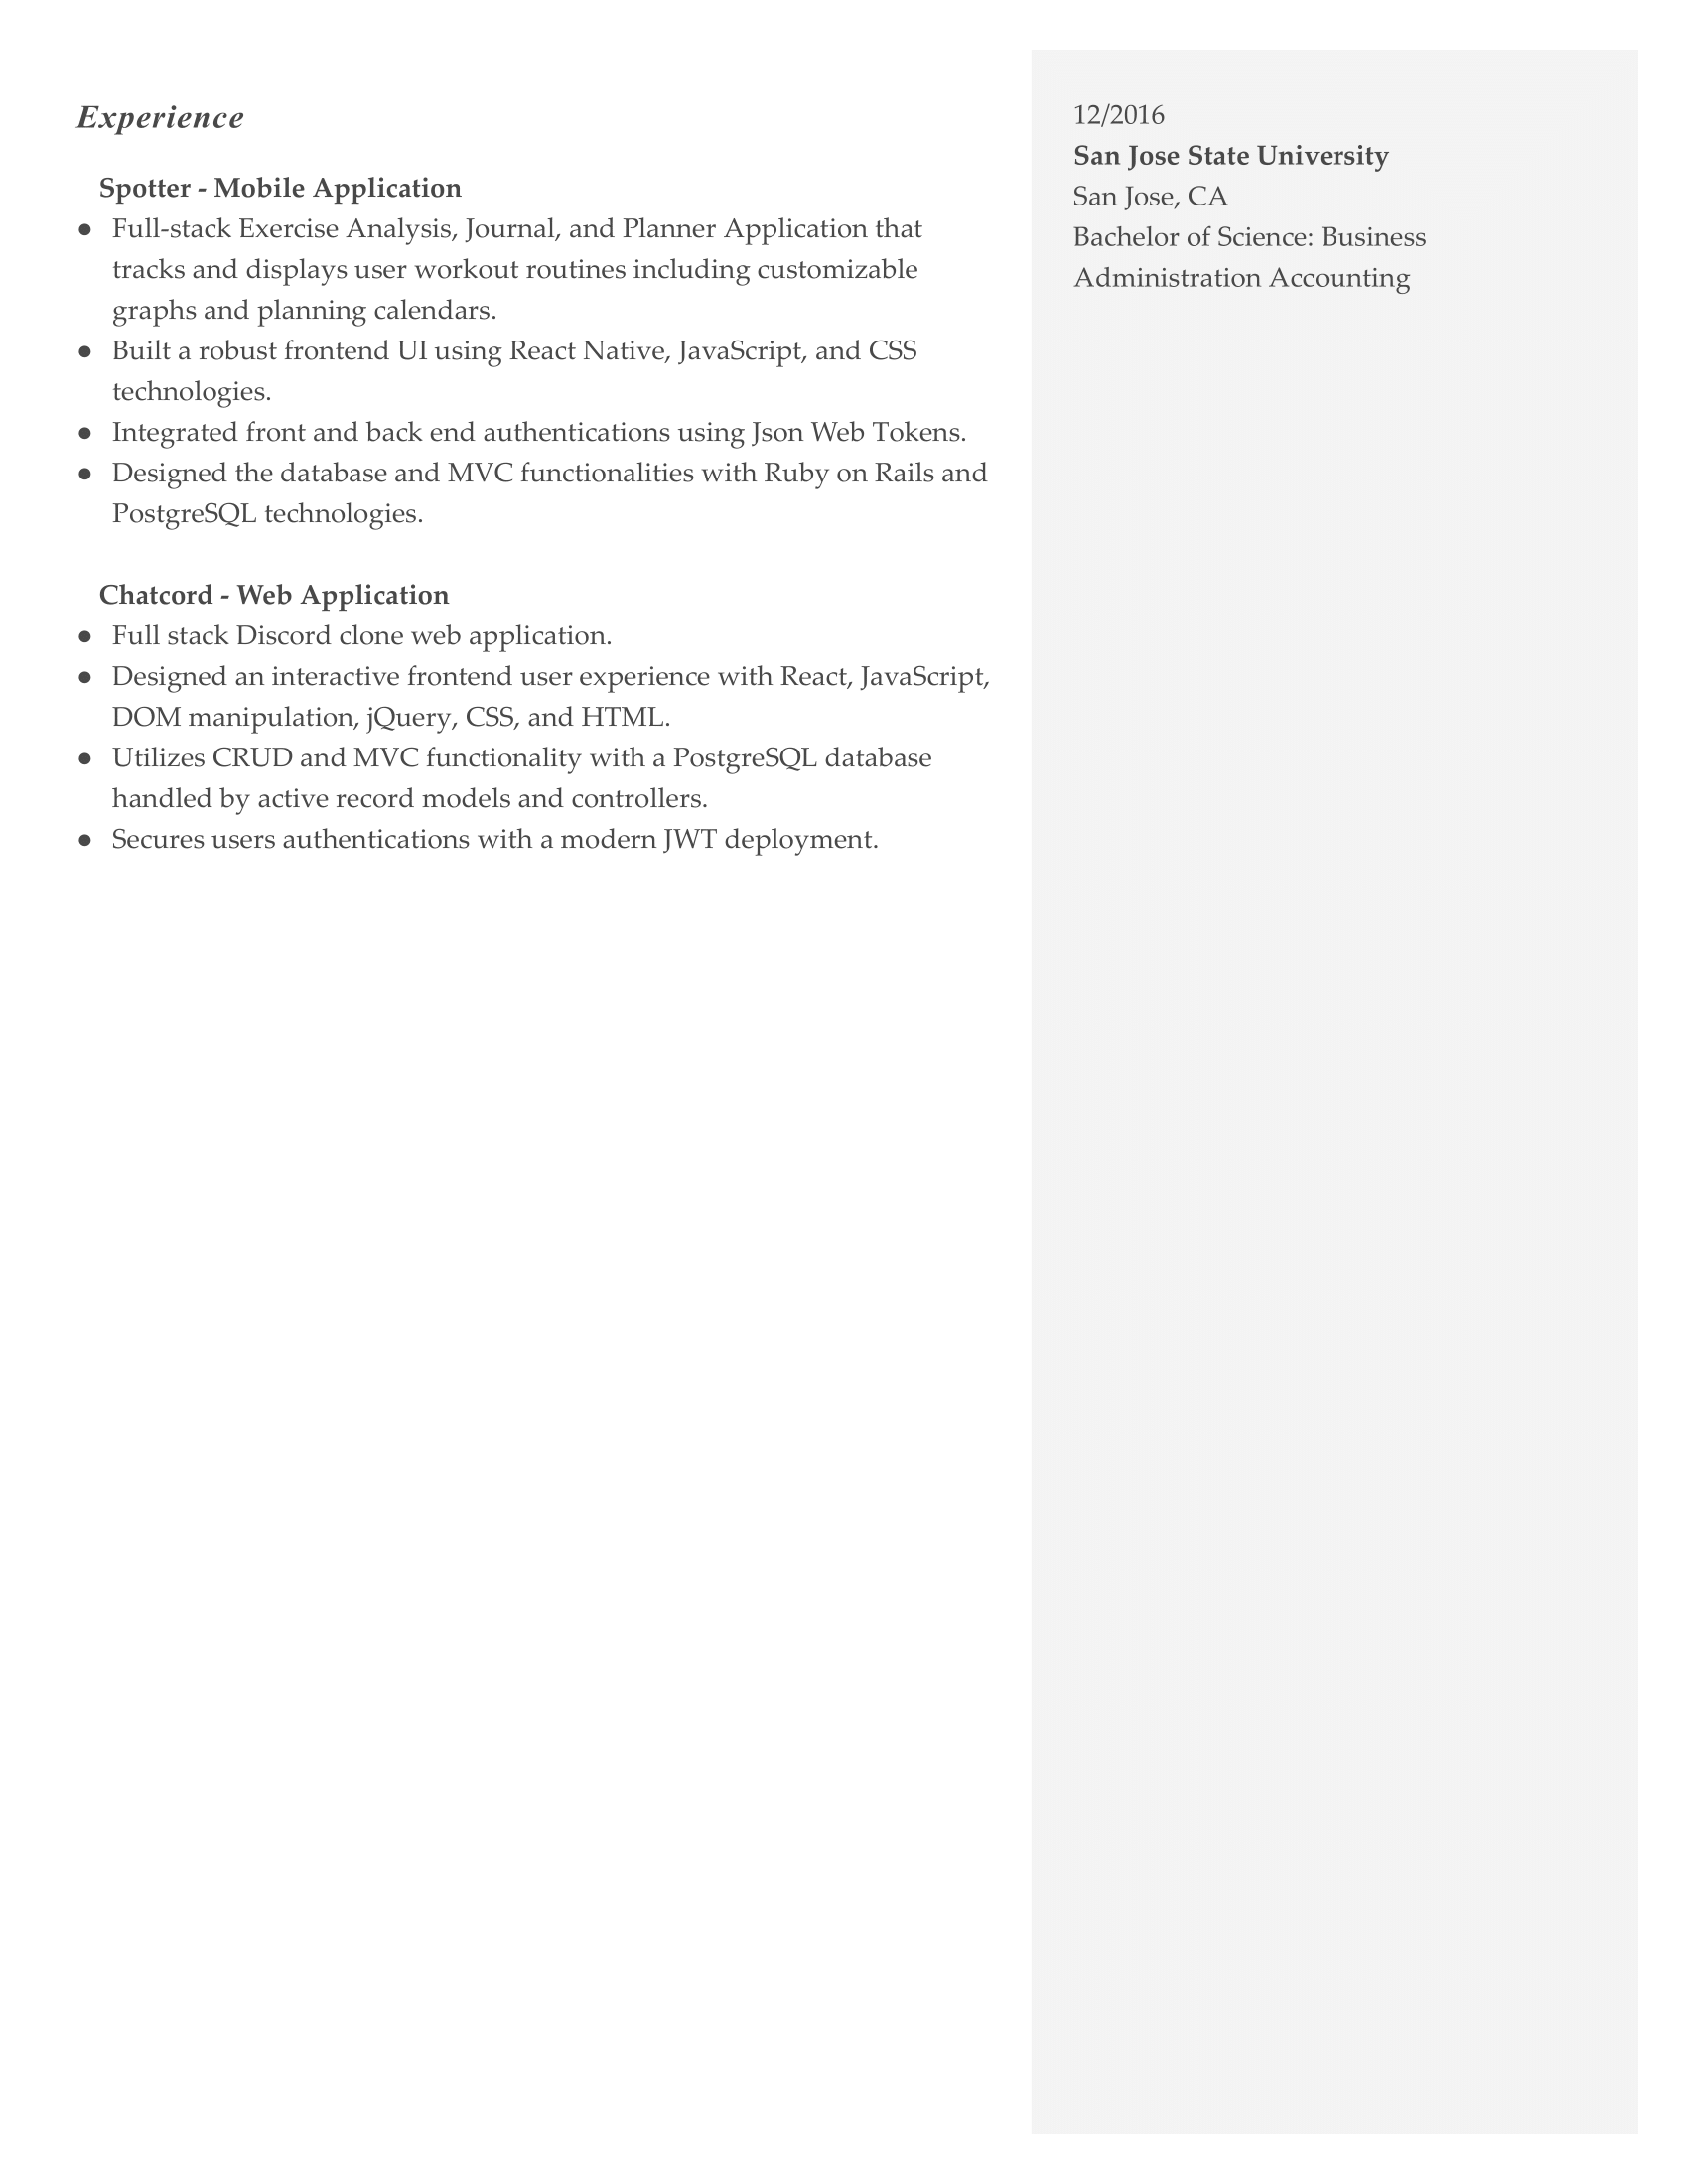 Experience
Spotter - Mobile Application
● Full-stack Exercise Analysis, Journal, and Planner Application that
tracks and displays user workout routines including customizable
graphs and planning calendars.
● Built a robust frontend UI using React Native, JavaScript, and CSS
technologies.
● Integrated front and back end authentications using Json Web Tokens.
● Designed the database and MVC functionalities with Ruby on Rails and
PostgreSQL technologies.
Chatcord - Web Application
● Full stack Discord clone web application.
● Designed an interactive frontend user experience with React, JavaScript,
DOM manipulation, jQuery, CSS, and HTML.
● Utilizes CRUD and MVC functionality with a PostgreSQL database
handled by active record models and controllers.
● Secures users authentications with a modern JWT deployment.
12/2016
San Jose State University
San Jose, CA
Bachelor of Science: Business
Administration Accounting